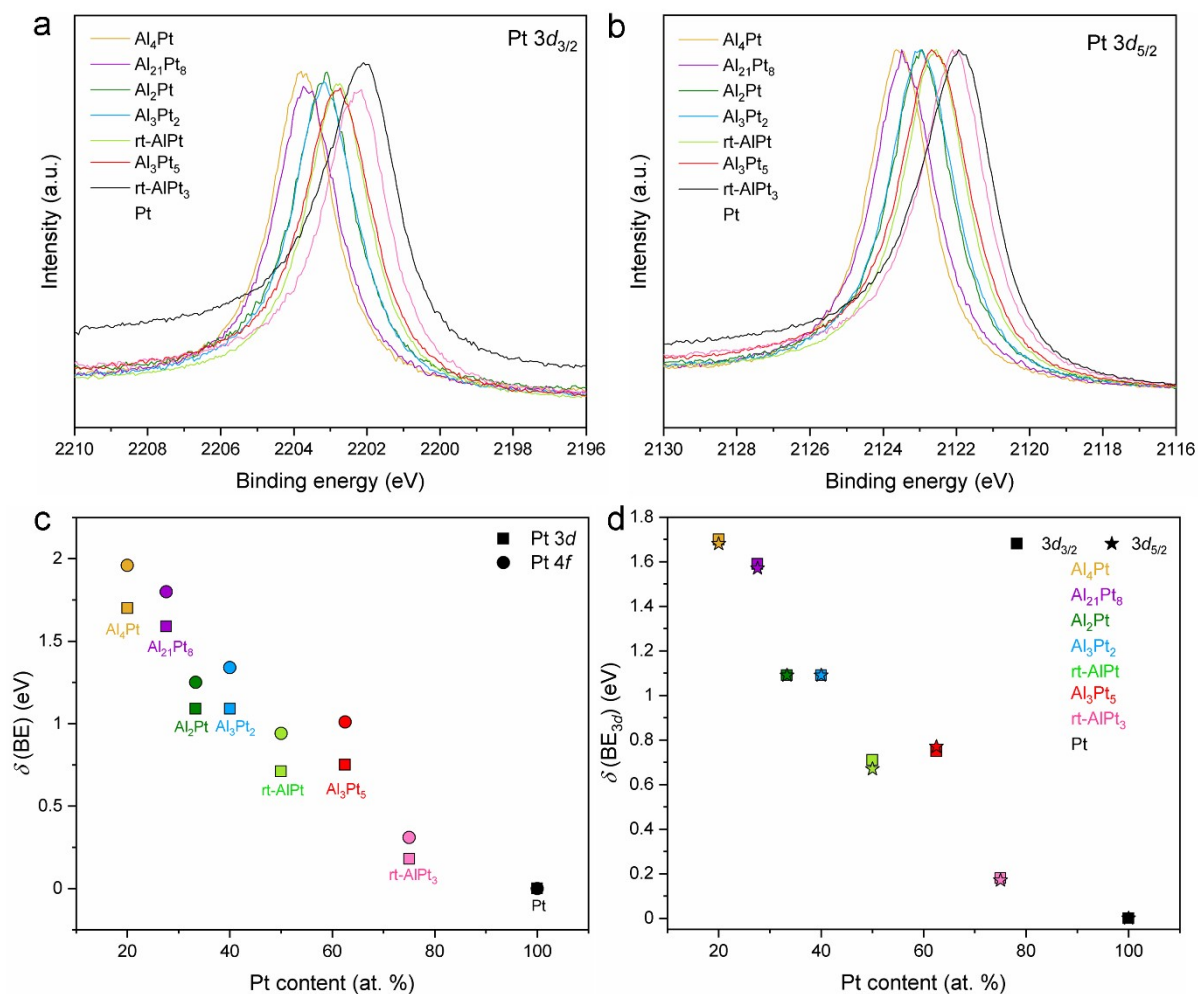 a
Pt 3d3/2
Al4Pt
Al21Pt8
Al2Pt
Al3Pt2
rt-AlPt
Al3Pt5
rt-AlPt3
Pt
Intensity (a.u.)
2210 2208 2206 2204 2202 2200 2198 2196
Binding energy (eV)
b
Pt 3d5/2
Al4Pt
Al21Pt8
Al2Pt
Al3Pt2
rt-AlPt
Al3Pt5
rt-AlPt3
Pt
Intensity (a.u.)
2130 2128 2126 2124 2122 2120 2118 2116
Binding energy (eV)
c
Pt 3d
Pt 4f
δ (BE) (eV)
2
1.5
1
0.5
0
Al4Pt
Al21Pt8
Al2Pt
Al3Pt2
rt-AlPt
Al3Pt5
rt-AlPt3
Pt
20 40 60 80 100
Pt content (at. %)
d
3d3/2 3d5/2
Al4Pt
Al21Pt8
Al2Pt
Al3Pt2
rt-AlPt
Al3Pt5
rt-AlPt3
Pt
δ (BE3d) (eV)
1.8
1.6
1.4
1.2
1
0.8
0.6
0.4
0.2
0
20 40 60 80 100
Pt content (at. %)